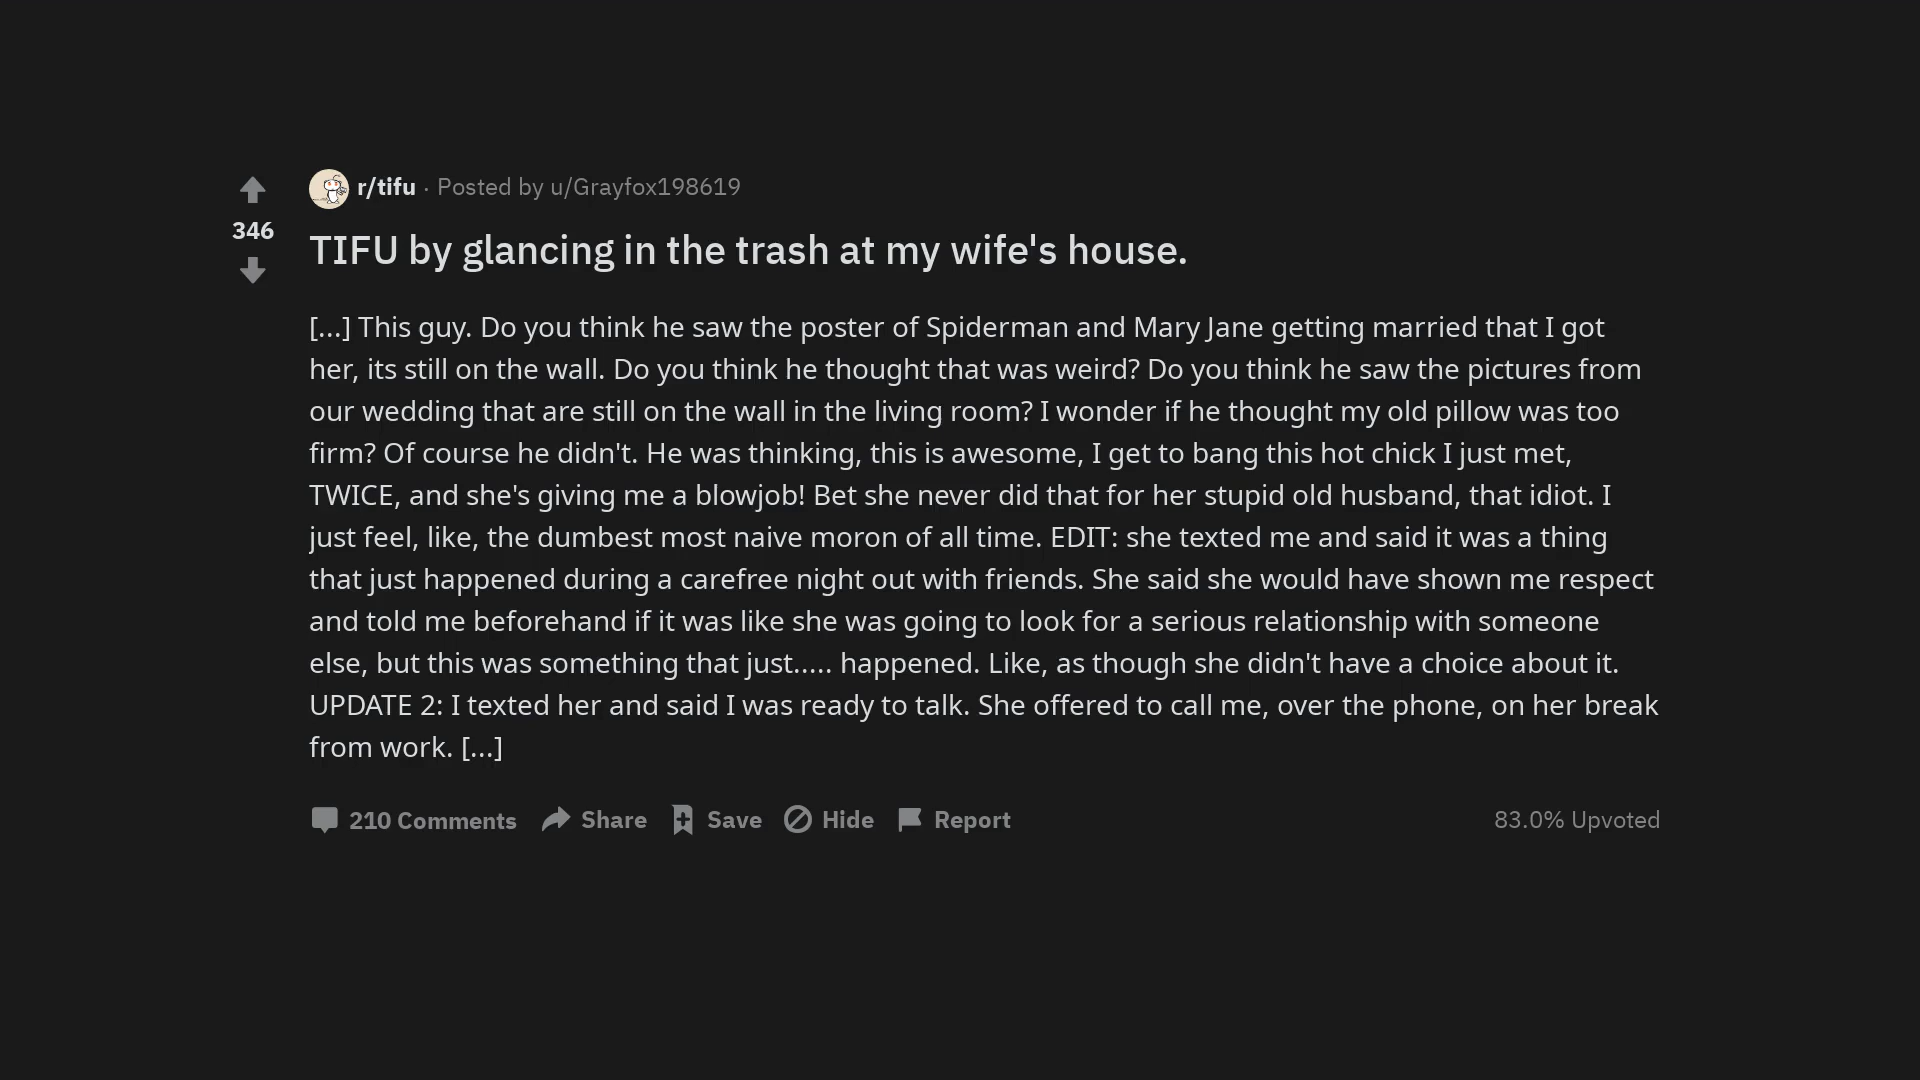 r/tifu · Posted by u/Grayfox198619
346
TIFU by glancing in the trash at my wife's house.
[...] This guy. Do you think he saw the poster of Spiderman and Mary Jane getting married that I got
her, its still on the wall. Do you think he thought that was weird? Do you think he saw the pictures from
our wedding that are still on the wall in the living room? I wonder if he thought my old pillow was too
firm? Of course he didn't. He was thinking, this is awesome, I get to bang this hot chick I just met,
TWICE, and she's giving me a blowjob! Bet she never did that for her stupid old husband, that idiot. I
just feel, like, the dumbest most naive moron of all time. EDIT: she texted me and said it was a thing
that just happened during a carefree night out with friends. She said she would have shown me respect
and told me beforehand if it was like she was going to look for a serious relationship with someone
else, but this was something that just..... happened. Like, as though she didn't have a choice about it.
UPDATE 2: I texted her and said I was ready to talk. She offered to call me, over the phone, on her break
from work. [...]
210 Comments Share Save Hide Report 83.0% Upvoted